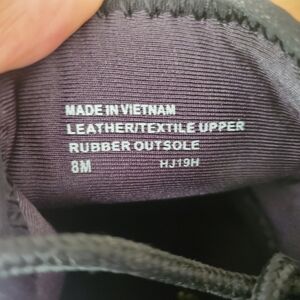 MADE IN VIETNAM
LEATHER/TEXTILE UPPER
RUBBER OUTSOLE
8M HJ19H